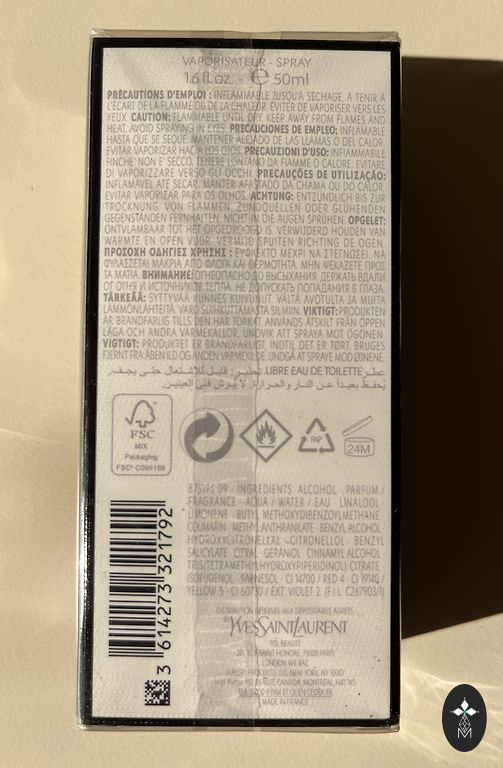 VAPORISATEUR - SPRAY
1.6 fl.oz. - ℮ 50ml
PRÉCAUTIONS D'EMPLOI : INFLAMMABLE JUSQU'À SÉCHAGE, A TENIR A
L'ÉCART DE LA FLAMME OU DE LA CHALEUR. ÉVITER DE VAPORISER VERS LES
YEUX. CAUTION: FLAMMABLE UNTIL DRY. KEEP AWAY FROM FLAMES AND
HEAT. AVOID SPRAYING IN EYES. PRECAUCIONES DE EMPLEO: INFLAMABLE
HASTA QUE SE SEQUE. MANTENER ALEJADO DE LAS LLAMAS O DEL CALOR.
EVITAR VAPORIZAR HACIA LOS OJOS. PRECAUZIONI D'USO: INFIAMMABILE
FINCHE' NON E' SECCO. TENERE LONTANO DA FIAMME O CALORE. EVITARE
DI VAPORIZZARE VERSO GLI OCCHI. PRECAUÇÕES DE UTILIZAÇÃO:
INFLAMÁVEL ATÉ SECAR. MANTER AFASTADO DA CHAMA OU DO CALOR.
EVITAR VAPORIZAR PARA OS OLHOS. ACHTUNG: ENTZÜNDLICH BIS ZUR
TROCKNUNG. VON FLAMMEN, ZÜNDQUELLEN ODER GLÜHENDEN
GEGENSTÄNDEN FERNHALTEN. NICHT IN DIE AUGEN SPRÜHEN. OPGELET:
ONTVLAMBAAR TOT HET OPGEDROOGD IS. VERWIJDERD HOUDEN VAN
WARMTE EN OPEN VUUR. VERMIJD SPUITEN RICHTING DE OGEN.
ΠΡΟΣΟΧΗ ΟΔΗΓΙΕΣ ΧΡΗΣΗΣ : ΕΥΦΛΕΚΤΟ ΜΕΧΡΙ ΝΑ ΣΤΕΓΝΩΣΕΙ. ΝΑ
ΦΥΛΑΣΣΕΤΑΙ ΜΑΚΡΙΑ ΑΠΟ ΦΩΤΙΑ ΚΑΙ ΘΕΡΜΟΤΗΤΑ. ΜΗΝ ΨΕΚΑΖΕΤΕ ΠΡΟΣ
ΤΑ ΜΑΤΙΑ. ВНИМАНИЕ: ОГНЕОПАСНО ДО ВЫСЫХАНИЯ. ДЕРЖАТЬ ВДАЛИ
ОТ ОГНЯ И ИСТОЧНИКОВ ТЕПЛА. НЕ ДОПУСКАТЬ ПОПАДАНИЯ В ГЛАЗА.
TÄRKEÄÄ: SYTTYVÄÄ KUNNES KUIVUNUT. VÄLTÄ AVOTULTA JA MUITA
LÄMMÖNLÄHTEITÄ. VARO SUIHKUTTAMASTA SILMIIN. VIKTIGT: PRODUKTEN
ÄR BRANDFARLIG TILLS DEN HAR TORKAT. ANVÄNDS ÅTSKILT FRÅN ÖPPEN
LÅGA OCH ANDRA VÄRMEKÄLLOR. UNDVIK ATT SPRAYA MOT ÖGONEN.
VIGTIGT: PRODUKTET ER BRANDFARLIGT, INDTIL DET ER TØRT. BRUGES
FJERNT FRA ÅBEN ILD OG ANDEN VARMEKILDE. UNDGÅ AT SPRAYE MOD ØJNENE.
عطر LIBRE EAU DE TOILETTE. تحذير: قابل للاشتعال حتى يجفف.
يُحفظ بعيداً عن النار والحرارة. لا يُرش في العينين.
FSC
MIX
Packaging
FSC® C095159
PAP
24M
875195 09 - INGREDIENTS: ALCOHOL - PARFUM /
FRAGRANCE - AQUA / WATER / EAU - LINALOOL -
LIMONENE - BUTYL METHOXYDIBENZOYLMETHANE
COUMARIN - METHYL ANTHRANILATE - BENZYL ALCOHOL
HYDROXYCITRONELLAL - CITRONELLOL - BENZYL
SALICYLATE - CITRAL - GERANIOL - CINNAMYL ALCOHOL
TRIS(TETRAMETHYLHYDROXYPIPERIDINOL) CITRATE
ISOEUGENOL - FARNESOL - CI 14700 / RED 4 - CI 19140 /
YELLOW 5 - CI 60730 / EXT. VIOLET 2. (F.I.L. C267903/1)
DISTRIBUTION RÉSERVÉE AUX DÉPOSITAIRES AGRÉÉS
YVESSAINTLAURENT
YSL BEAUTÉ
281 RUE SAINT HONORÉ, 75008 PARIS
LONDON W6 8AZ
LUXURY PRODUCTS LLC, NEW YORK, NY 10001
MADE IN FRANCE
3 614273 321792
M